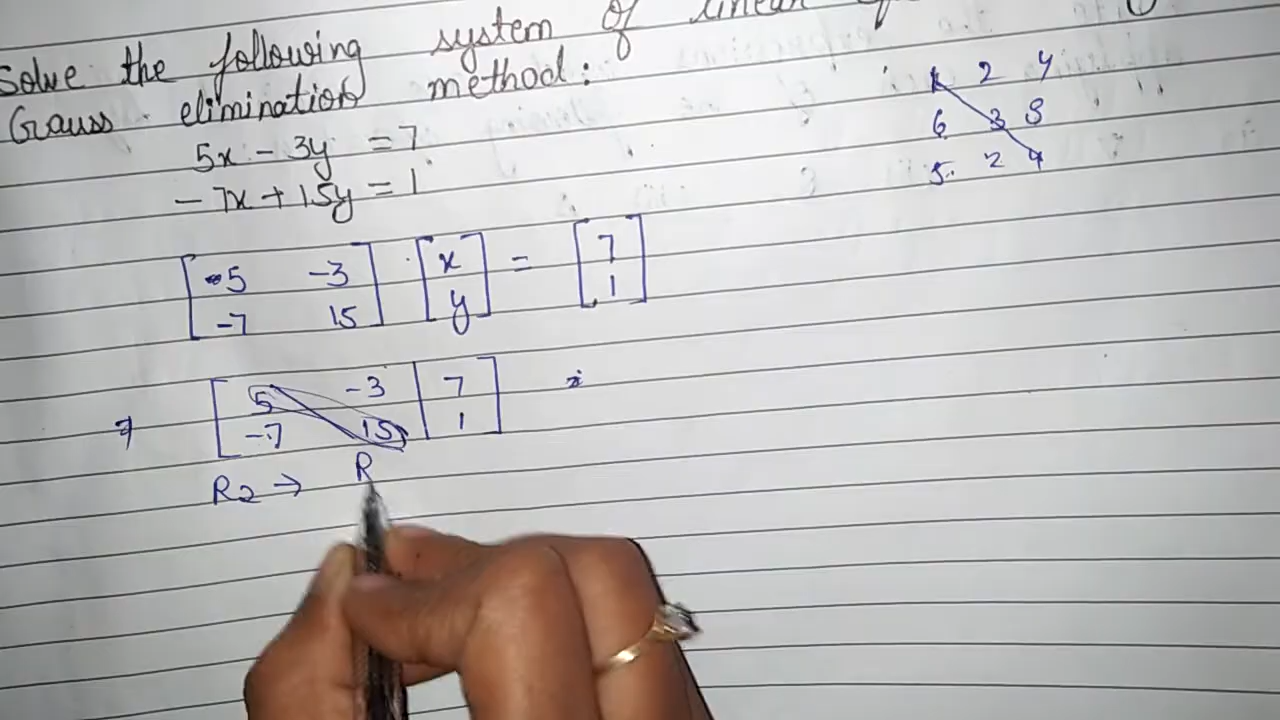 Solve the following system of linear
Gauss elimination method:
5x - 3y = 7
- 7x + 15y = 1
1 2 4
6 3 8
5 2 4
[5 -3
-7 15] [x
y] = [7
1]
[5 -3 | 7
-7 15 | 1]
R2 → R